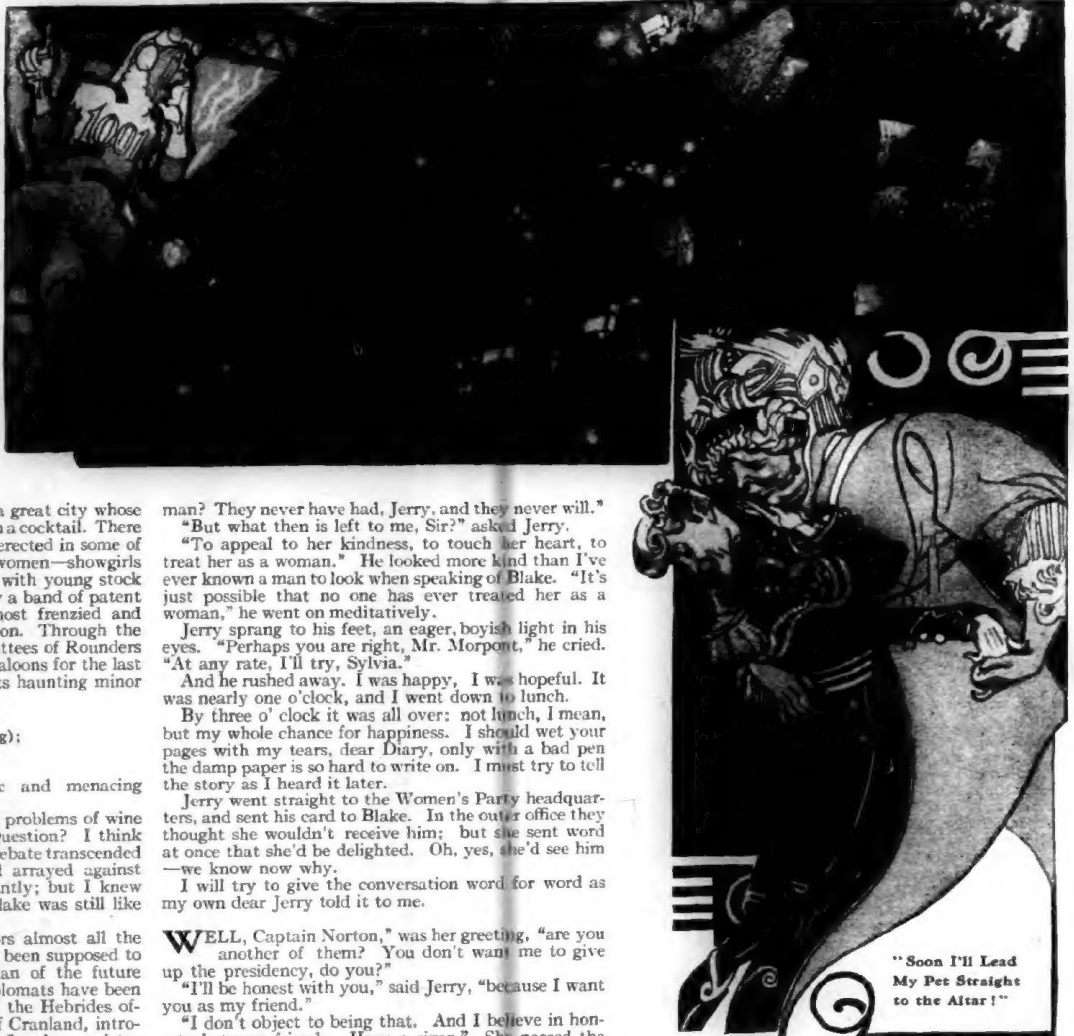 1001
a great city whose
a cocktail. There
erected in some of
women—showgirls
with young stock
a band of patent
most frenzied and
on. Through the
ttees of Rounders
aloons for the last
s haunting minor
g):
c and menacing
problems of wine
uestion? I think
ebate transcended
arrayed against
ntly; but I knew
lake was still like
rs almost all the
been supposed to
an of the future
lomats have been
the Hebrides of-
f Cranland, intro-
man? They never have had, Jerry, and they never will."
"But what then is left to me, Sir?" asked Jerry.
"To appeal to her kindness, to touch her heart, to
treat her as a woman." He looked more kind than I've
ever known a man to look when speaking of Blake. "It's
just possible that no one has ever treated her as a
woman," he went on meditatively.
Jerry sprang to his feet, an eager, boyish light in his
eyes. "Perhaps you are right, Mr. Morpont," he cried.
"At any rate, I'll try, Sylvia."
And he rushed away. I was happy, I was hopeful. It
was nearly one o'clock, and I went down to lunch.
By three o' clock it was all over: not lunch, I mean,
but my whole chance for happiness. I should wet your
pages with my tears, dear Diary, only with a bad pen
the damp paper is so hard to write on. I must try to tell
the story as I heard it later.
Jerry went straight to the Women's Party headquar-
ters, and sent his card to Blake. In the outer office they
thought she wouldn't receive him; but she sent word
at once that she'd be delighted. Oh, yes, she'd see him
—we know now why.
I will try to give the conversation word for word as
my own dear Jerry told it to me.
WELL, Captain Norton," was her greeting, "are you
another of them? You don't want me to give
up the presidency, do you?"
"I'll be honest with you," said Jerry, "because I want
you as my friend."
"I don't object to being that. And I believe in hon-
"Soon I'll Lead
My Pet Straight
to the Altar!"